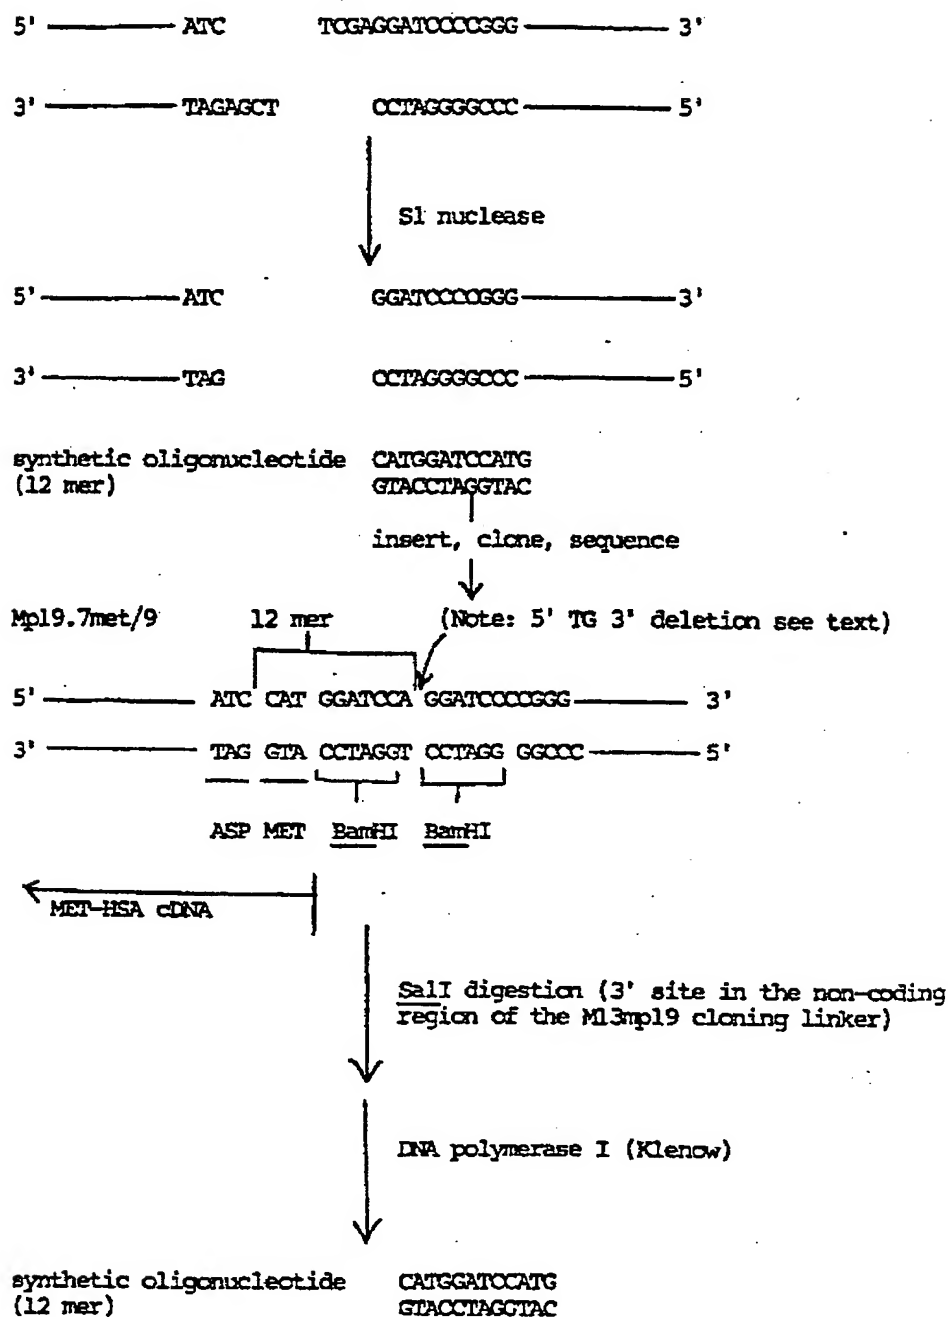 5' ATC TCGAGGATCCCCGGG 3'
3' TAGAGCT CCTAGGGGCCC 5'
S1 nuclease
5' ATC GGATCCCCGGG 3'
3' TAG CCTAGGGGCCC 5'
synthetic oligonucleotide CATGGATCCATG
(12 mer) GTACCTAGGTAC
insert, clone, sequence
Mp19.7met/9 12 mer (Note: 5' TG 3' deletion see text)
5' ATC CAT GGATCCA GGATCCCCGGG 3'
3' TAG GTA CCTAGGT CCTAGG GGCCC 5'
ASP MET BamHI BamHI
MET-HSA cDNA
SalI digestion (3' site in the non-coding
region of the M13mp19 cloning linker)
DNA polymerase I (Klenow)
synthetic oligonucleotide CATGGATCCATG
(12 mer) GTACCTAGGTAC